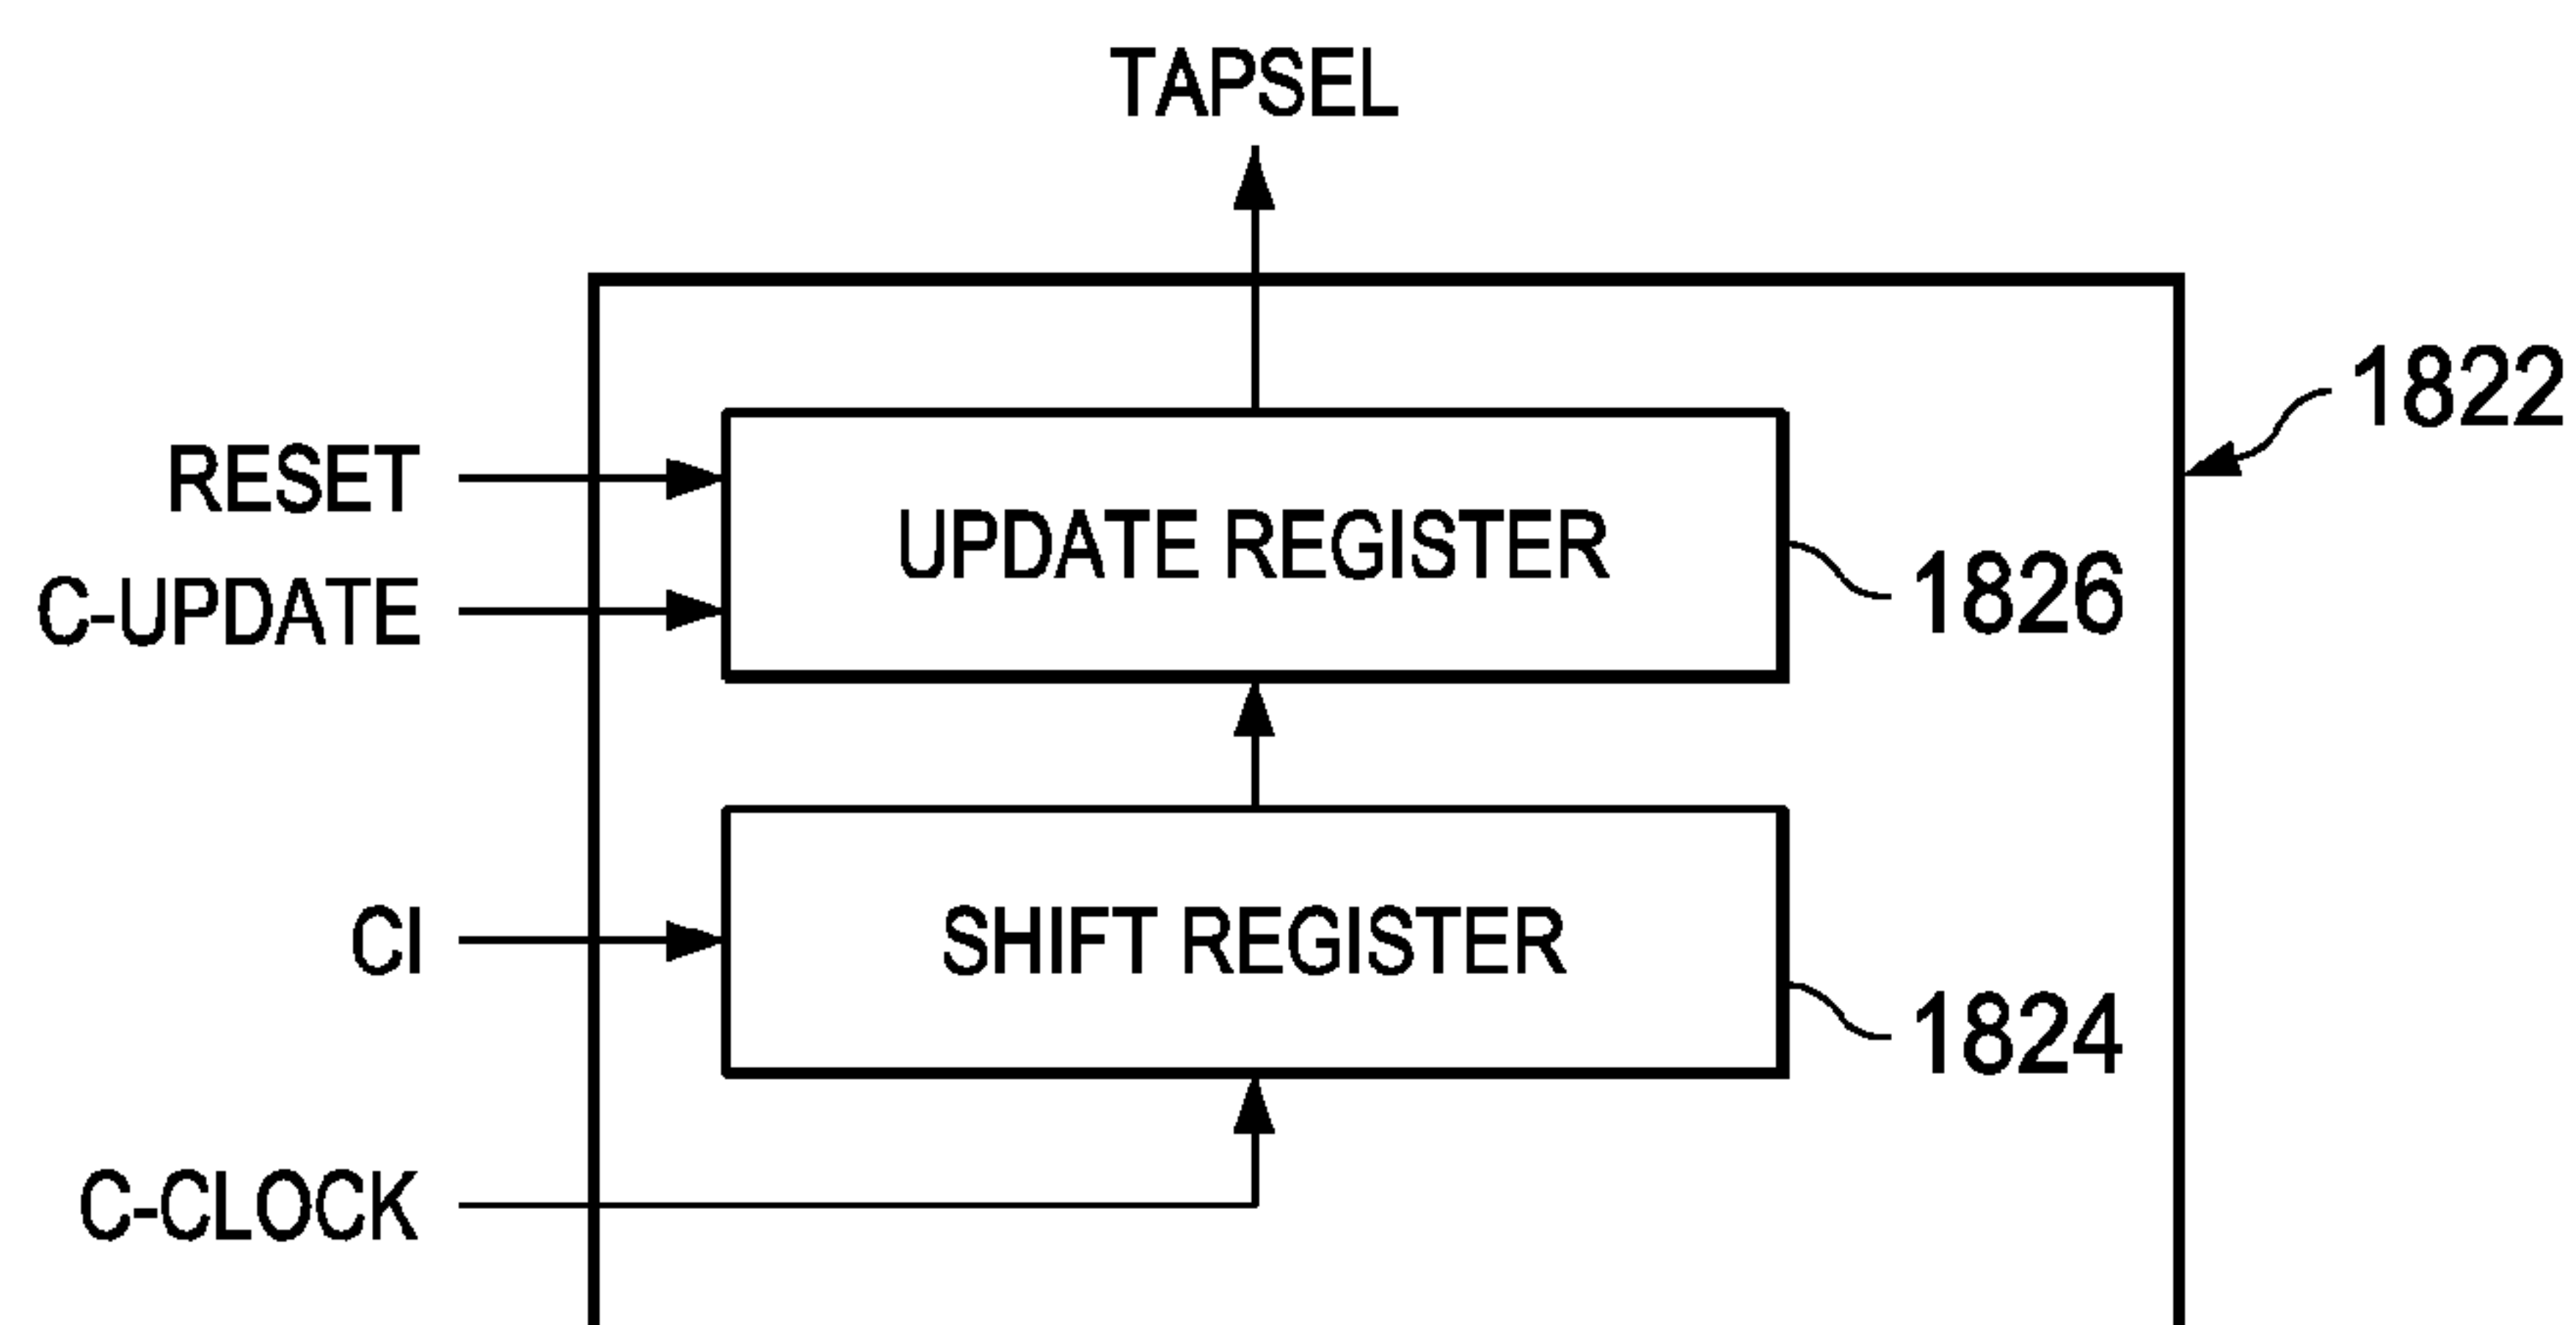 TAPSEL
1822
RESET
UPDATE REGISTER
C-UPDATE
1826
CI
SHIFT REGISTER
1824
C-CLOCK